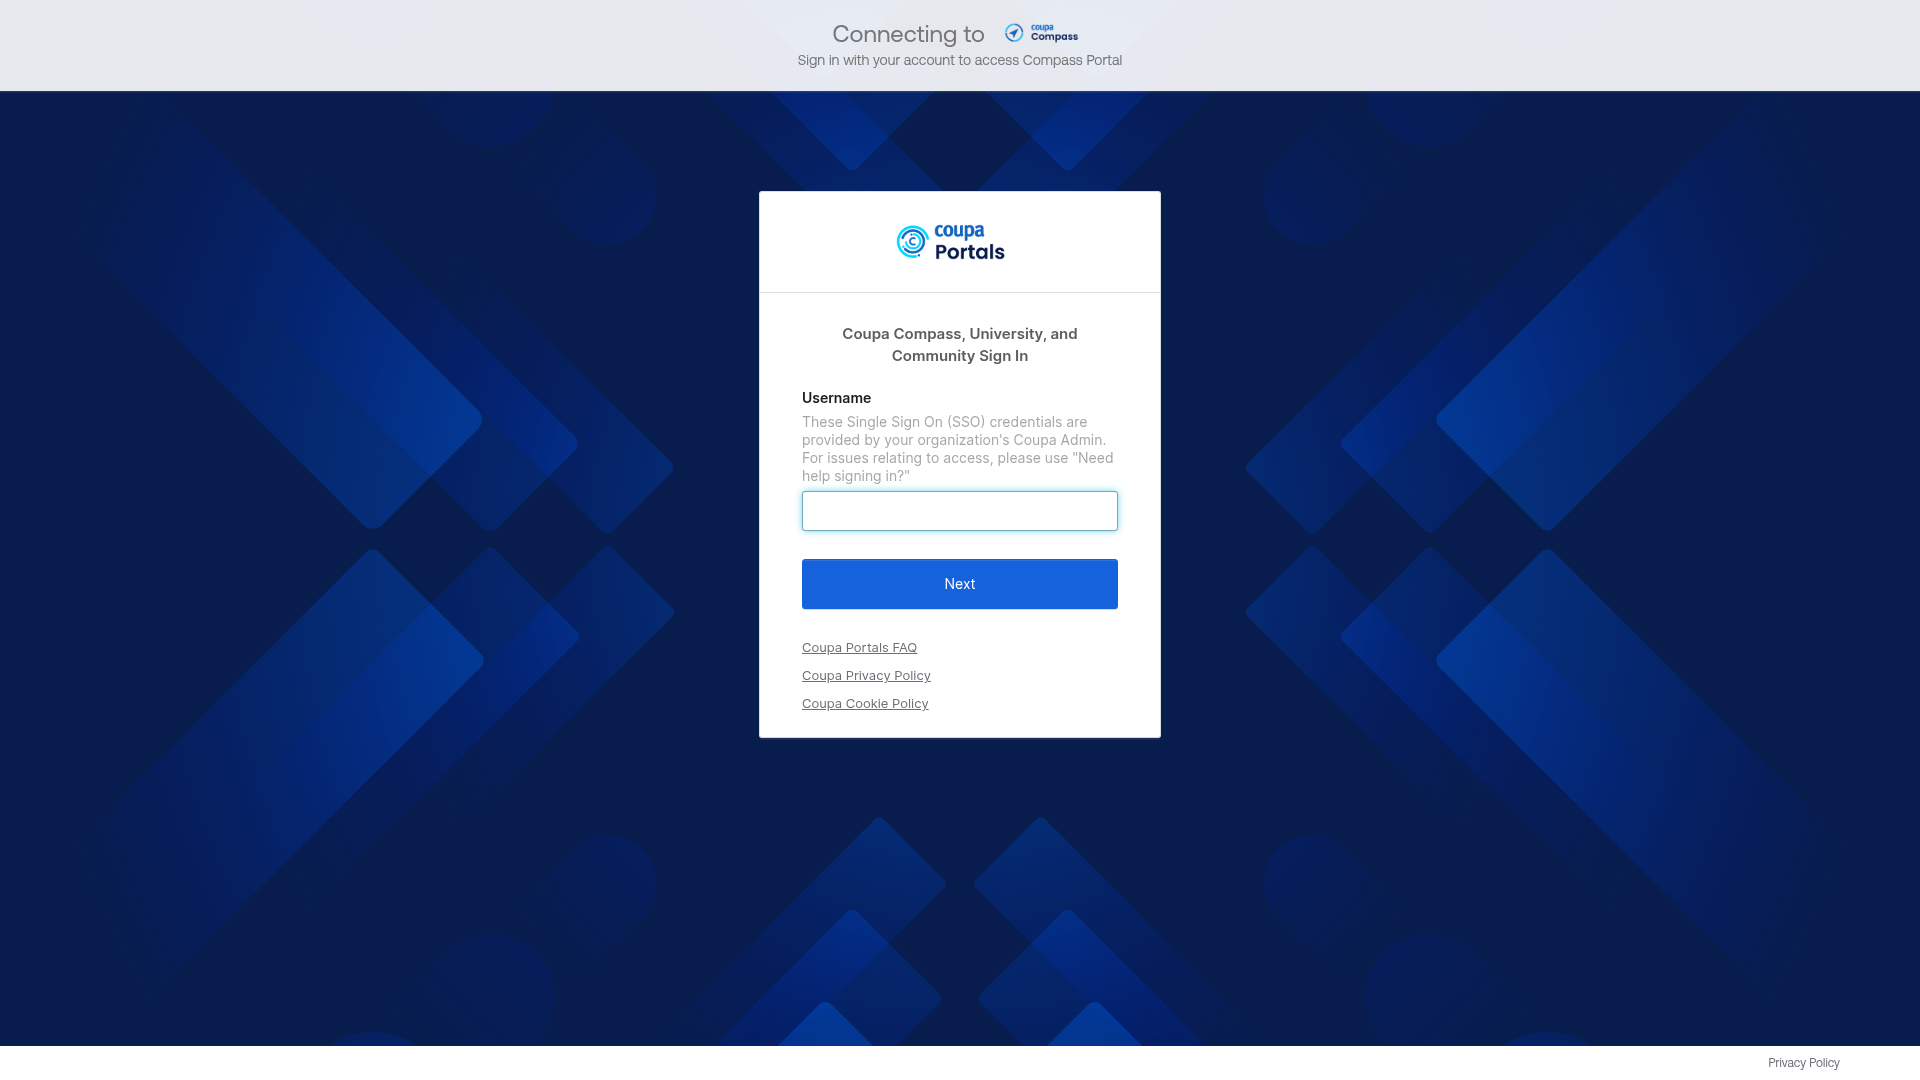 Connecting to coupa Compass
Sign in with your account to access Compass Portal
coupa
Portals
Coupa Compass, University, and
Community Sign In
Username
These Single Sign On (SSO) credentials are
provided by your organization's Coupa Admin.
For issues relating to access, please use "Need
help signing in?"
Next
Coupa Portals FAQ
Coupa Privacy Policy
Coupa Cookie Policy
Privacy Policy